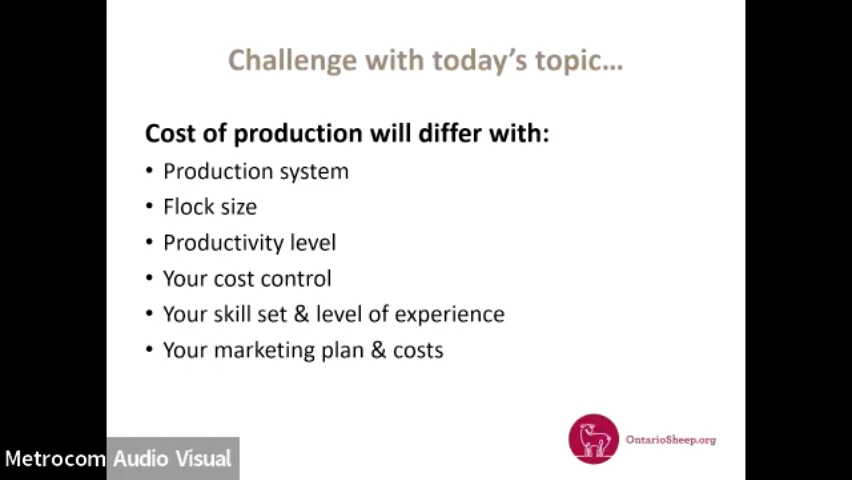 Challenge with today's topic…
Cost of production will differ with:
• Production system
• Flock size
• Productivity level
• Your cost control
• Your skill set & level of experience
• Your marketing plan & costs
OntarioSheep.org
Metrocom Audio Visual